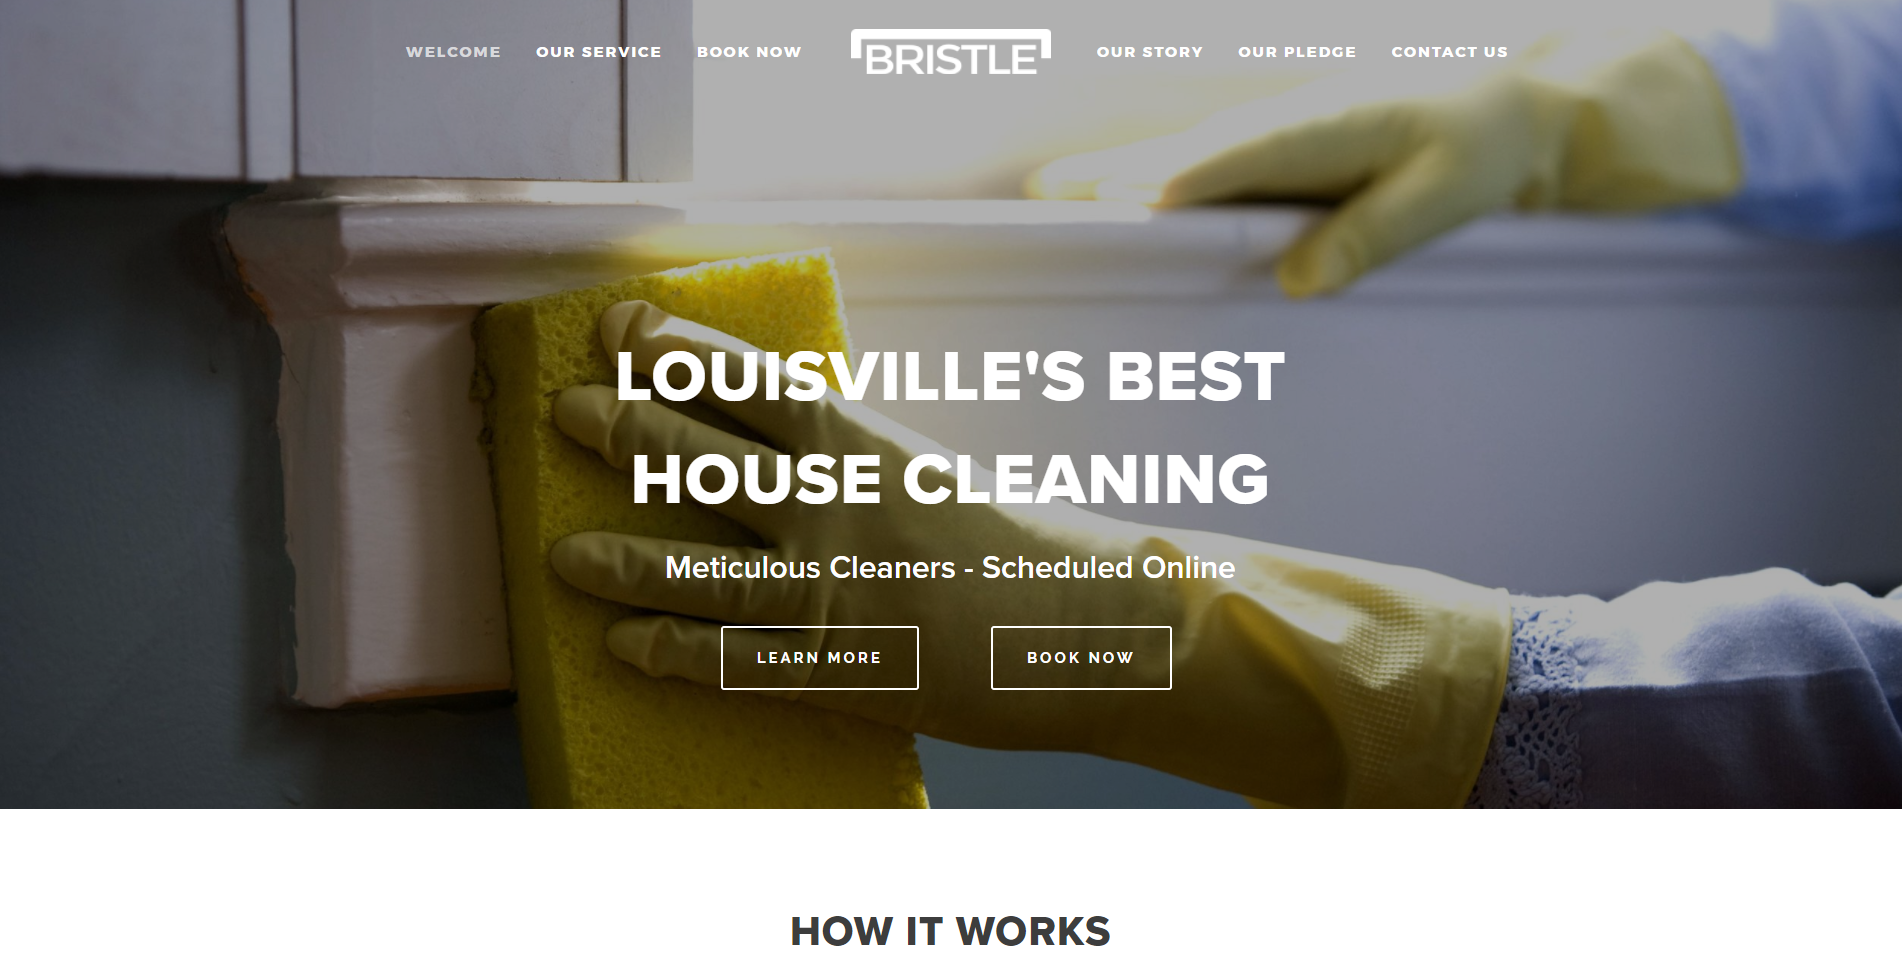 WELCOME OUR SERVICE BOOK NOW BRISTLE OUR STORY OUR PLEDGE CONTACT US
LOUISVILLE'S BEST
HOUSE CLEANING
Meticulous Cleaners - Scheduled Online
LEARN MORE BOOK NOW
HOW IT WORKS